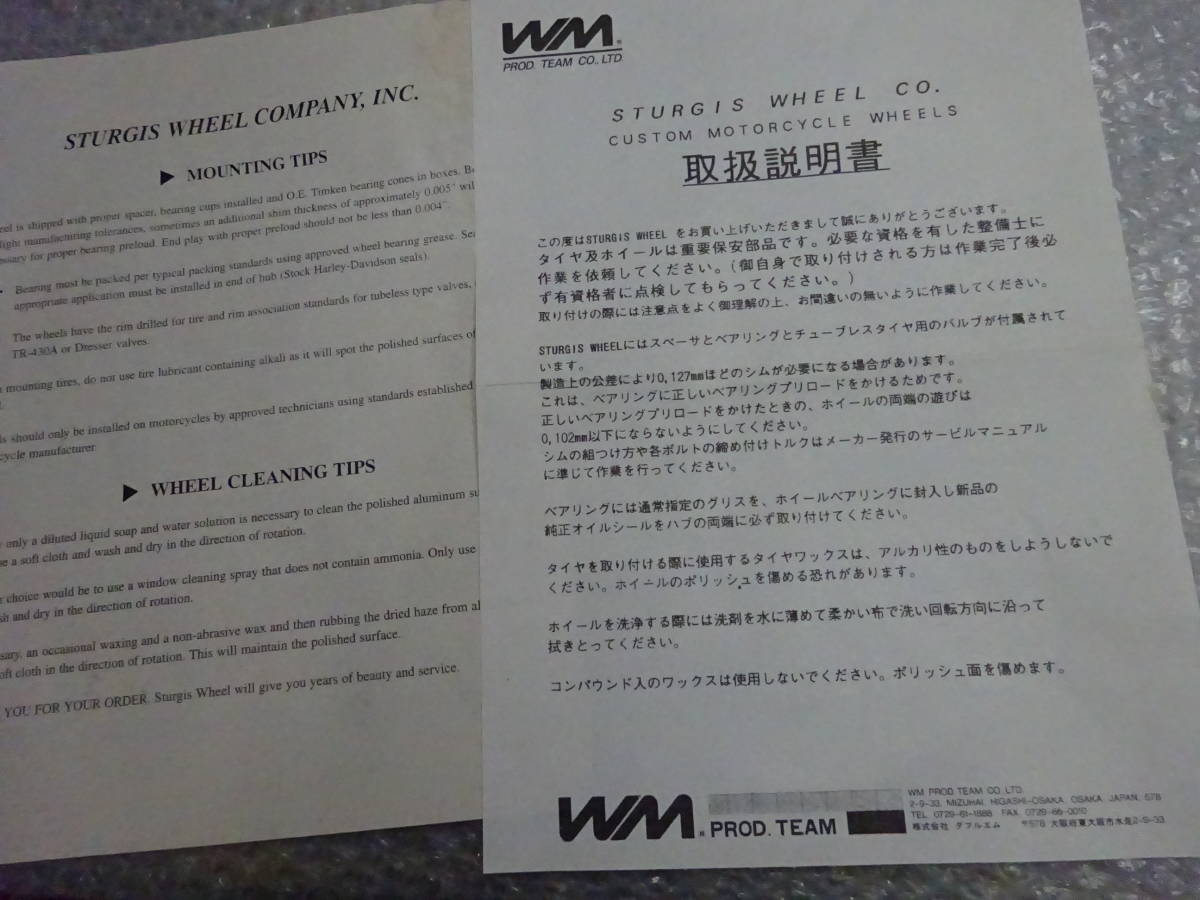 STURGIS WHEEL COMPANY, INC.
▶ MOUNTING TIPS
is shipped with proper spacer, bearing cups installed and O.E. Timken bearing cones in boxes.
manufacturing tolerances, sometimes an additional shim thickness of approximately 0.005"
for proper bearing preload. End play with proper preload should not be less than 0.004".
Bearing must be packed per typical packing standards using approved wheel bearing grease.
appropriate application must be installed in end of hub (Stock Harley-Davidson seals).
The wheels have the rim drilled for tire and rim association standards for tubeless type valves,
TR-430A or Dresser valves.
mounting tires, do not use tire lubricant containing alkali as it will spot the polished surfaces of
should only be installed on motorcycles by approved technicians using standards established
manufacturer.
▶ WHEEL CLEANING TIPS
only a diluted liquid soap and water solution is necessary to clean the polished aluminum
a soft cloth and wash and dry in the direction of rotation.
choice would be to use a window cleaning spray that does not contain ammonia. Only use
and dry in the direction of rotation.
an occasional waxing and a non-abrasive wax and then rubbing the dried haze from
cloth in the direction of rotation. This will maintain the polished surface.
YOU FOR YOUR ORDER. Sturgis Wheel will give you years of beauty and service.
WM
PROD. TEAM CO., LTD
STURGIS WHEEL CO.
CUSTOM MOTORCYCLE WHEELS
取扱説明書
この度はSTURGIS WHEEL をお買い上げいただきまして誠にありがとうございます。
タイヤ及ホイールは重要保安部品です。必要な資格を有した整備士に
作業を依頼してください。(御自身で取り付けされる方は作業完了後必
ず有資格者に点検してもらってください。)
取り付けの際には注意点をよく御理解の上、お間違いの無いように作業してください。
STURGIS WHEELにはスペーサとベアリングとチューブレスタイヤ用のバルブが付属されて
います。
製造上の公差により0,127mmほどのシムが必要になる場合があります。
これは、ベアリングに正しいベアリングプリロードをかけるためです。
正しいベアリングプリロードをかけたときの、ホイールの両端の遊びは
0,102mm以下にならないようにしてください。
シムの組つけ方や各ボルトの締め付けトルクはメーカー発行のサービルマニュアル
に準じて作業を行ってください。
ベアリングには通常指定のグリスを、ホイールベアリングに封入し新品の
純正オイルシールをハブの両端に必ず取り付けてください。
タイヤを取り付ける際に使用するタイヤワックスは、アルカリ性のものをしようしないで
ください。ホイールのポリッシュを傷める恐れがあります。
ホイールを洗浄する際には洗剤を水に薄めて柔かい布で洗い回転方向に沿って
拭きとってください。
コンパウンド入のワックスは使用しないでください。ポリッシュ面を傷めます。
WM PROD. TEAM
WM PROD. TEAM CO.,LTD.
2-9-33, MIZUHAI, HIGASHI-OSAKA, OSAKA, JAPAN. 578
TEL 0729-61-1888 FAX 0729-66-0010
株式会社 ダブルエム 〒578 大阪府東大阪市水走2-9-33